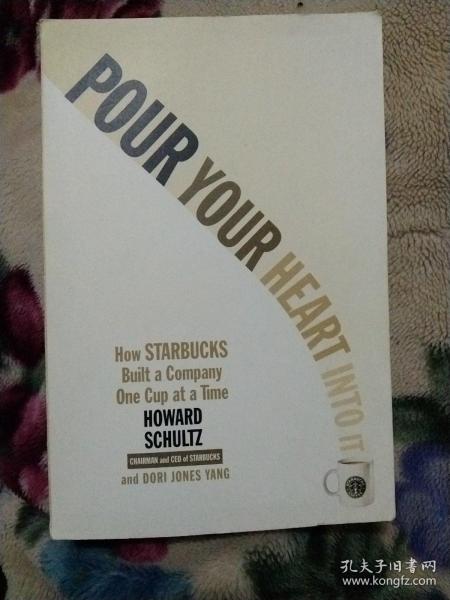 POUR YOUR HEART INTO IT
How STARBUCKS
Built a Company
One Cup at a Time
HOWARD
SCHULTZ
CHAIRMAN and CEO of STARBUCKS
and DORI JONES YANG
孔夫子旧书网
www.kongfz.com